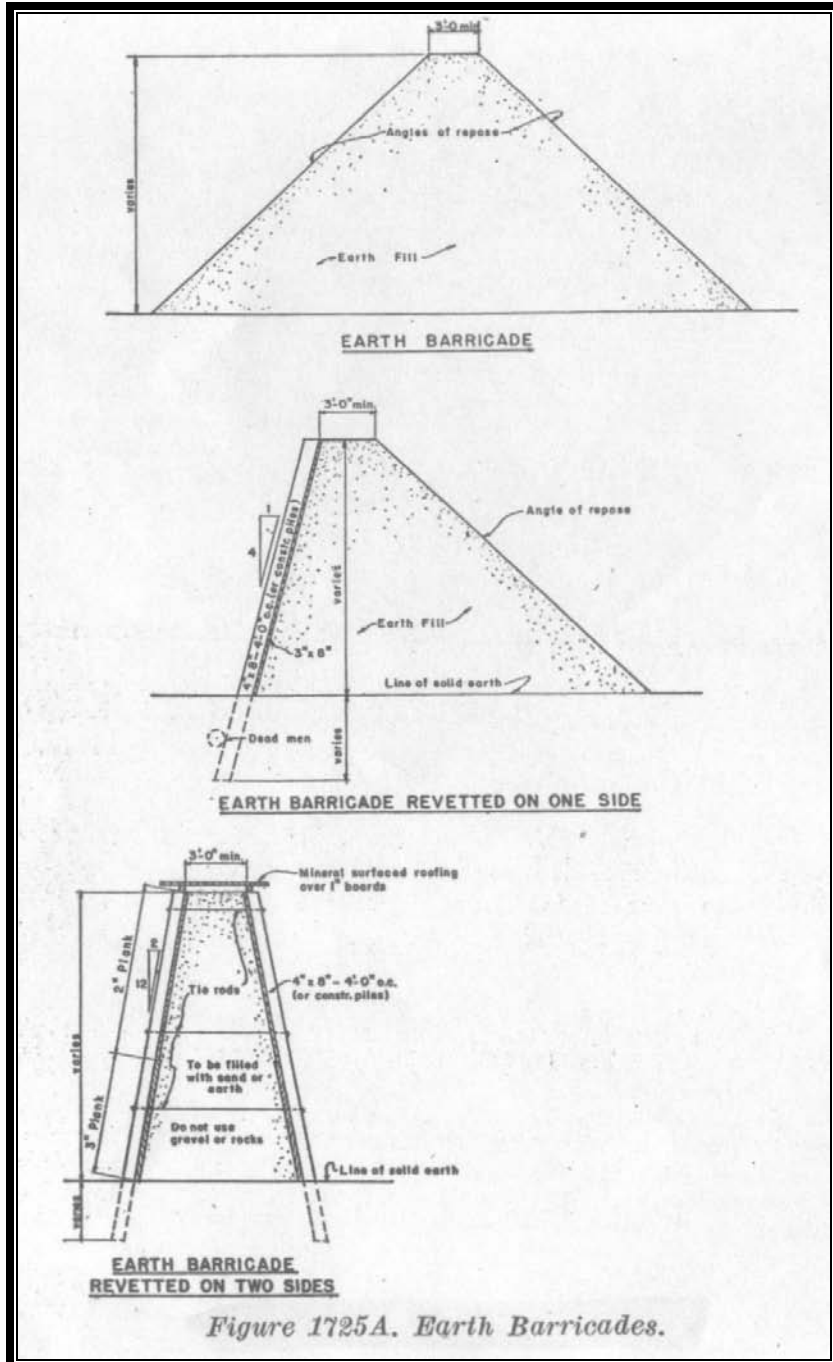 3'-0" min.
Angles of repose
varies
Earth Fill
EARTH BARRICADE
3'-0" min.
1
4
4"x8"-4'-0" o.c. (or constr. piles)
3"x8"
varies
Angle of repose
Earth Fill
Line of solid earth
Dead men
varies
EARTH BARRICADE REVETTED ON ONE SIDE
3'-0" min.
Mineral surfaced roofing
over 1" boards
2" Plank
2
12
Tie rods
4" x 8" - 4'-0" o.c.
(or constr. piles)
varies
To be filled
with sand or
earth
3" Plank
Do not use
gravel or rocks
Line of solid earth
varies
EARTH BARRICADE
REVETTED ON TWO SIDES
Figure 1725A. Earth Barricades.